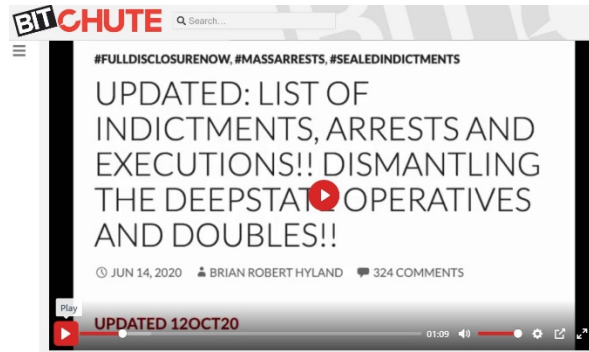 BITCHUTE
Search...
#FULLDISCLOSURENOW, #MASSARRESTS, #SEALEDINDICTMENTS
UPDATED: LIST OF
INDICTMENTS, ARRESTS AND
EXECUTIONS!! DISMANTLING
THE DEEPSTATE OPERATIVES
AND DOUBLES!!
JUN 14, 2020 BRIAN ROBERT HYLAND 324 COMMENTS
Play
UPDATED 12OCT20
01:09